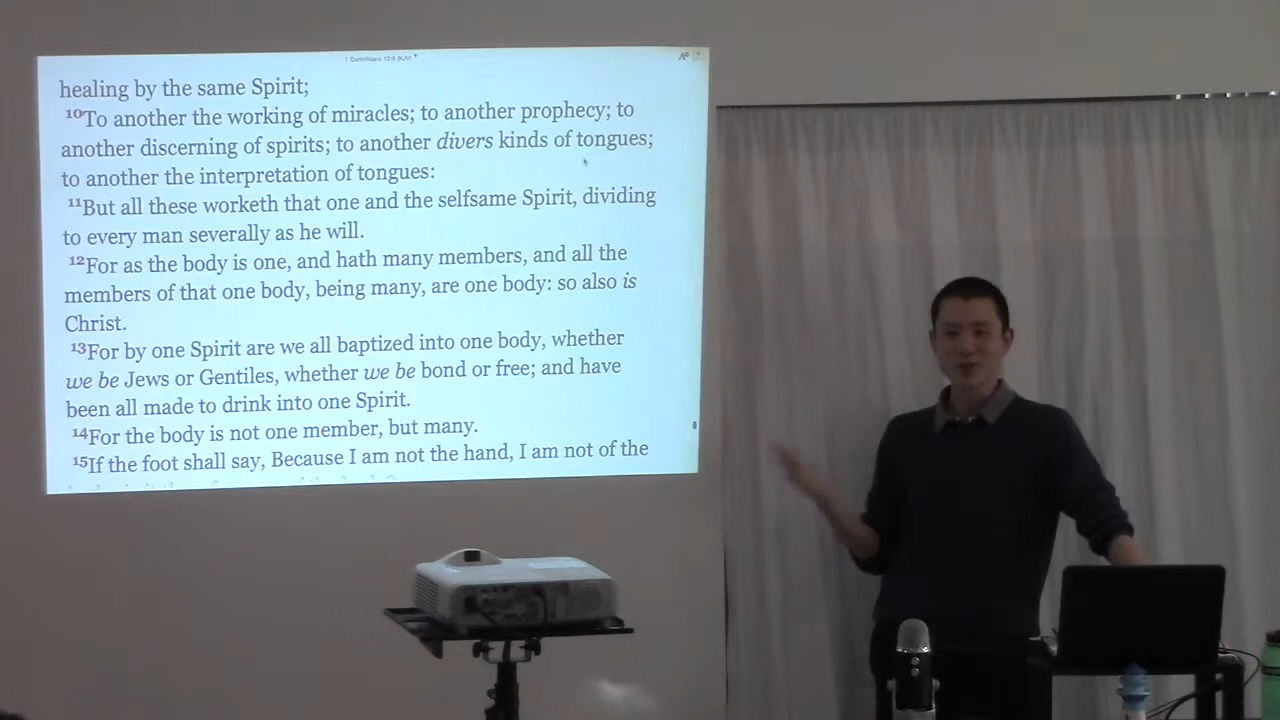 1 Corinthians 12:9 (KJV)
healing by the same Spirit;
10To another the working of miracles; to another prophecy; to
another discerning of spirits; to another divers kinds of tongues;
to another the interpretation of tongues:
11But all these worketh that one and the selfsame Spirit, dividing
to every man severally as he will.
12For as the body is one, and hath many members, and all the
members of that one body, being many, are one body: so also is
Christ.
13For by one Spirit are we all baptized into one body, whether
we be Jews or Gentiles, whether we be bond or free; and have
been all made to drink into one Spirit.
14For the body is not one member, but many.
15If the foot shall say, Because I am not the hand, I am not of the